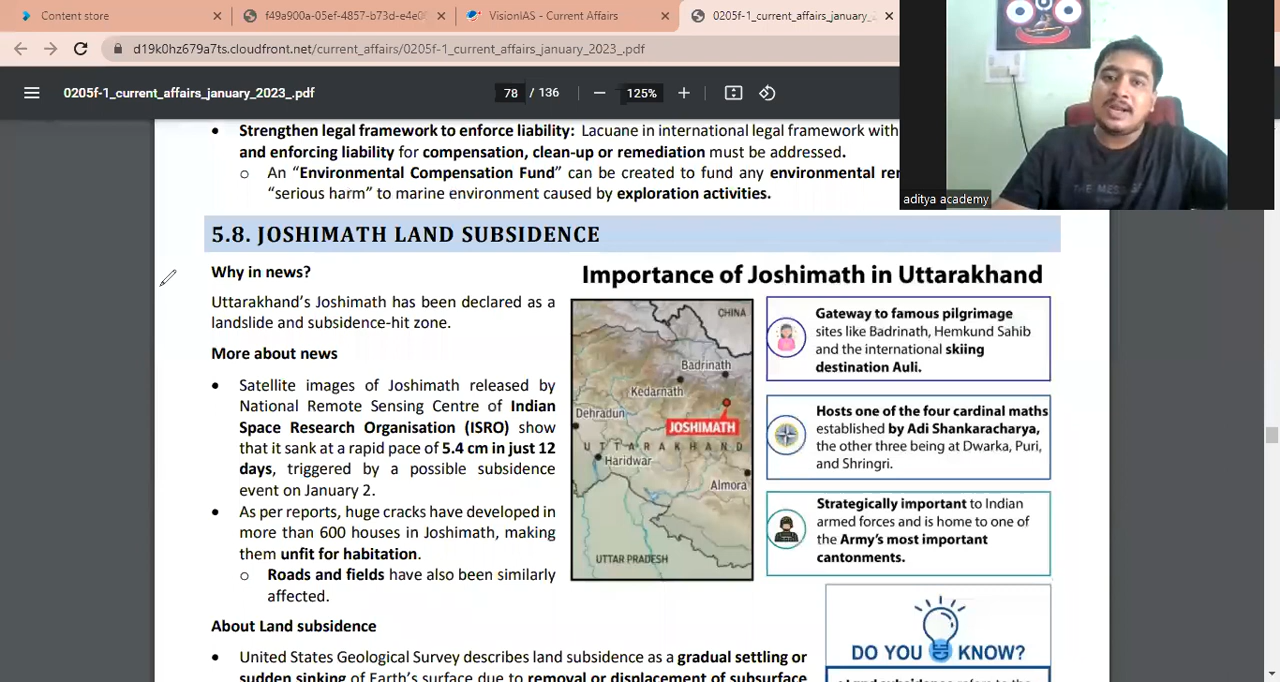 Content store
f49a900a-05ef-4857-b73d-e4e0
VisionIAS - Current Affairs
0205f-1_current_affairs_january_
d19k0hz679a7ts.cloudfront.net/current_affairs/0205f-1_current_affairs_january_2023_.pdf
0205f-1_current_affairs_january_2023_.pdf
78 / 136
125%
• Strengthen legal framework to enforce liability: Lacuane in international legal framework with
and enforcing liability for compensation, clean-up or remediation must be addressed.
o An “Environmental Compensation Fund” can be created to fund any environmental
“serious harm” to marine environment caused by exploration activities.
aditya academy
5.8. JOSHIMATH LAND SUBSIDENCE
Why in news?
Uttarakhand’s Joshimath has been declared as a
landslide and subsidence-hit zone.
More about news
• Satellite images of Joshimath released by
National Remote Sensing Centre of Indian
Space Research Organisation (ISRO) show
that it sank at a rapid pace of 5.4 cm in just 12
days, triggered by a possible subsidence
event on January 2.
• As per reports, huge cracks have developed in
more than 600 houses in Joshimath, making
them unfit for habitation.
o Roads and fields have also been similarly
affected.
About Land subsidence
• United States Geological Survey describes land subsidence as a gradual settling or
sudden sinking of Earth’s surface due to removal or displacement of subsurface
Importance of Joshimath in Uttarakhand
CHINA
Badrinath
Kedarnath
Dehradun
JOSHIMATH
UTTARAKHAND
Haridwar
Almora
UTTAR PRADESH
Gateway to famous pilgrimage
sites like Badrinath, Hemkund Sahib
and the international skiing
destination Auli.
Hosts one of the four cardinal maths
established by Adi Shankaracharya,
the other three being at Dwarka, Puri,
and Shringri.
Strategically important to Indian
armed forces and is home to one of
the Army’s most important
cantonments.
DO YOU KNOW?